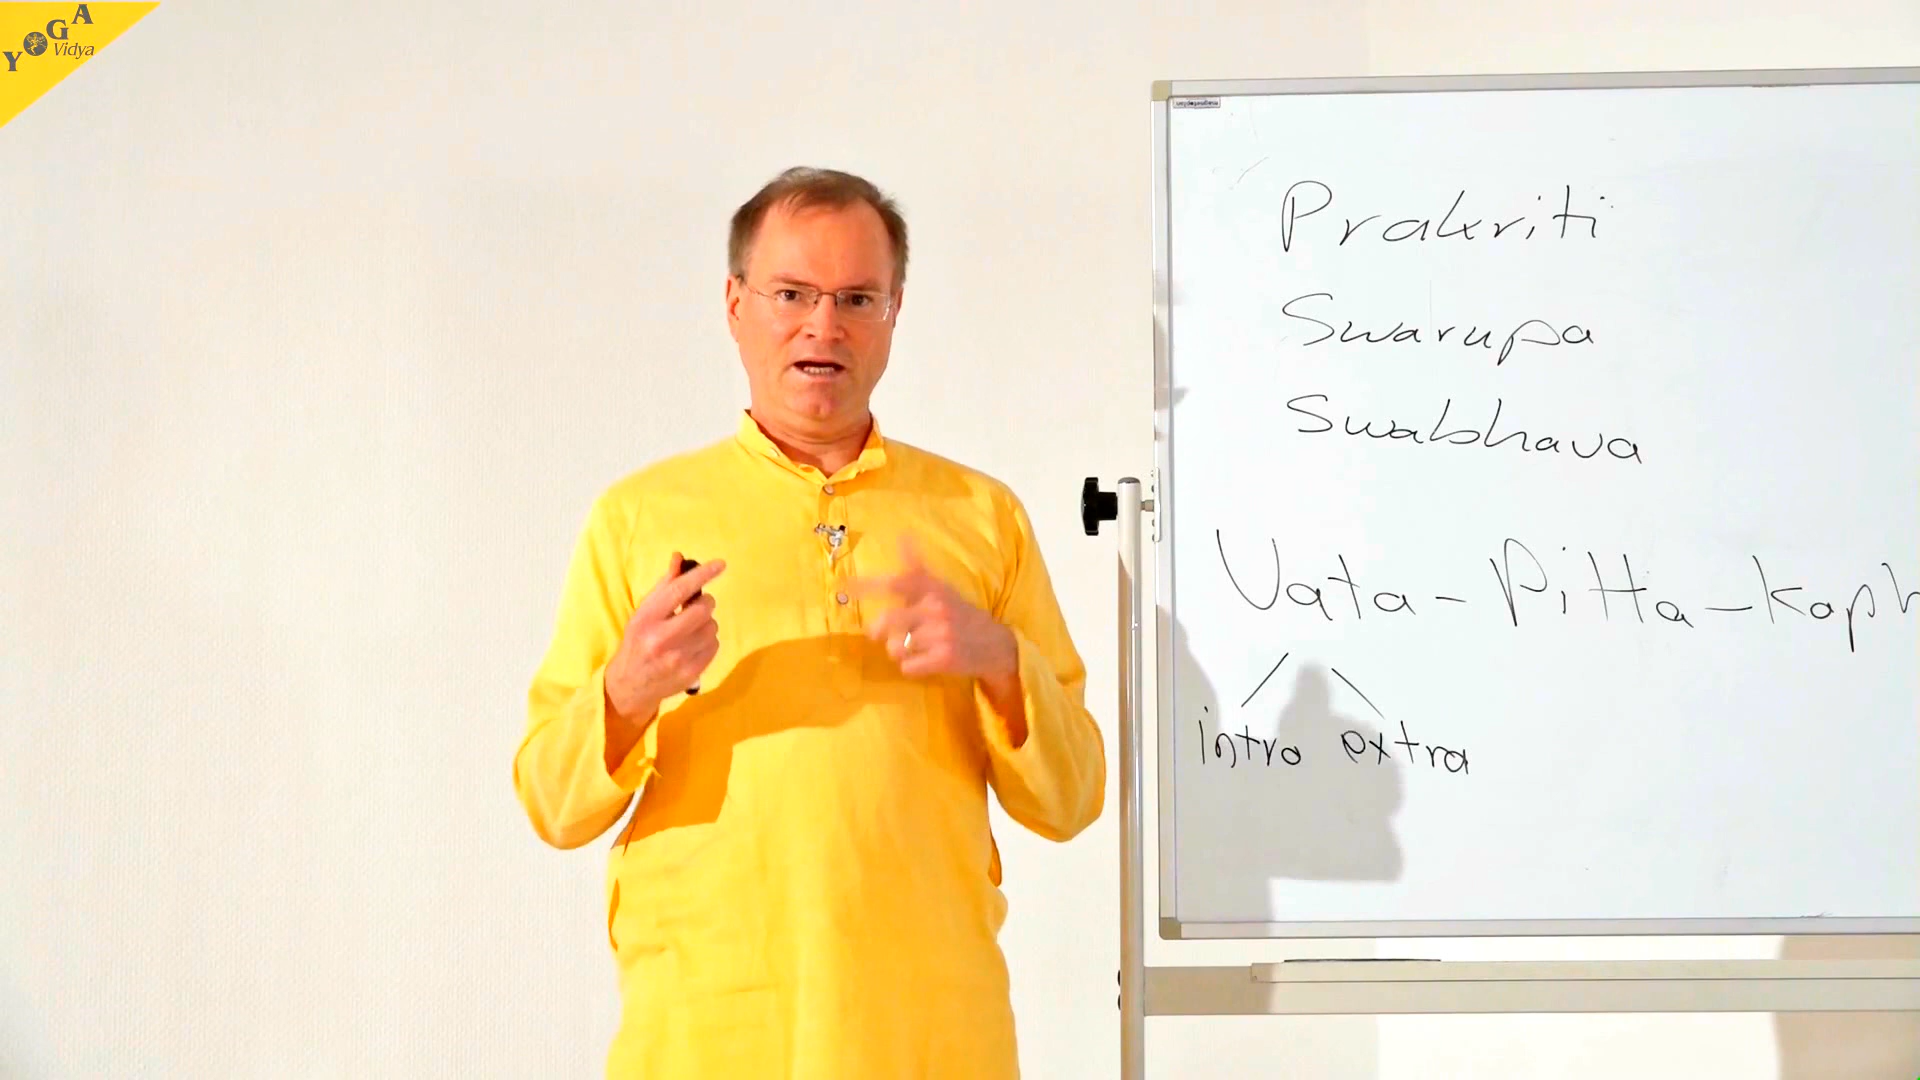 YOGA
Vidya
Prakriti
Swarupa
Swabhava
Vata - Pitta - Kaph
intro extra